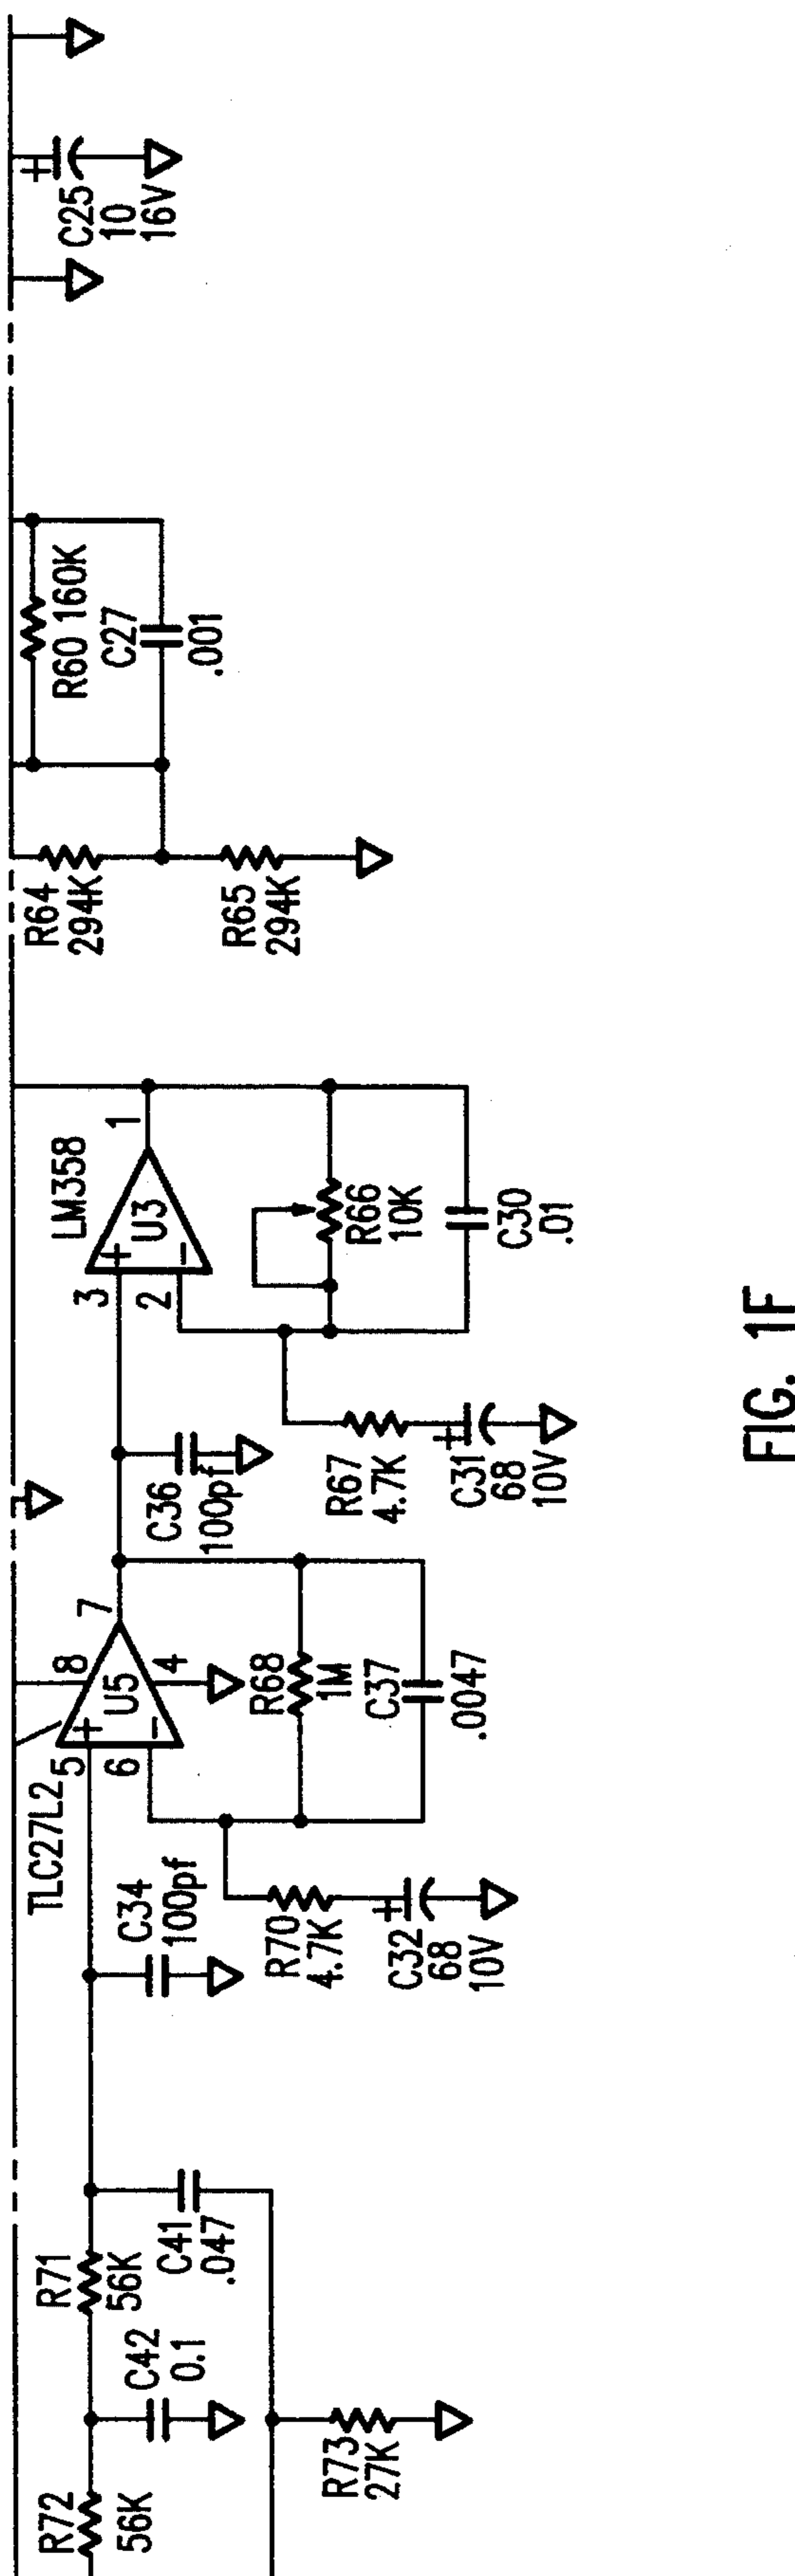 C25
10
16V
R60 160K
C27
.001
R64
294K
R65
294K
LM358
1
+
U3
-
3
2
R66
10K
C30
.01
C36
100pf
R67
4.7K
+
C31
68
10V
7
8
4
+
U5
-
5
6
TLC27L2
R68
1M
C37
.0047
C34
100pf
R70
4.7K
+
C32
68
10V
R71
56K
C41
.047
C42
0.1
R72
56K
R73
27K
FIG. 1F